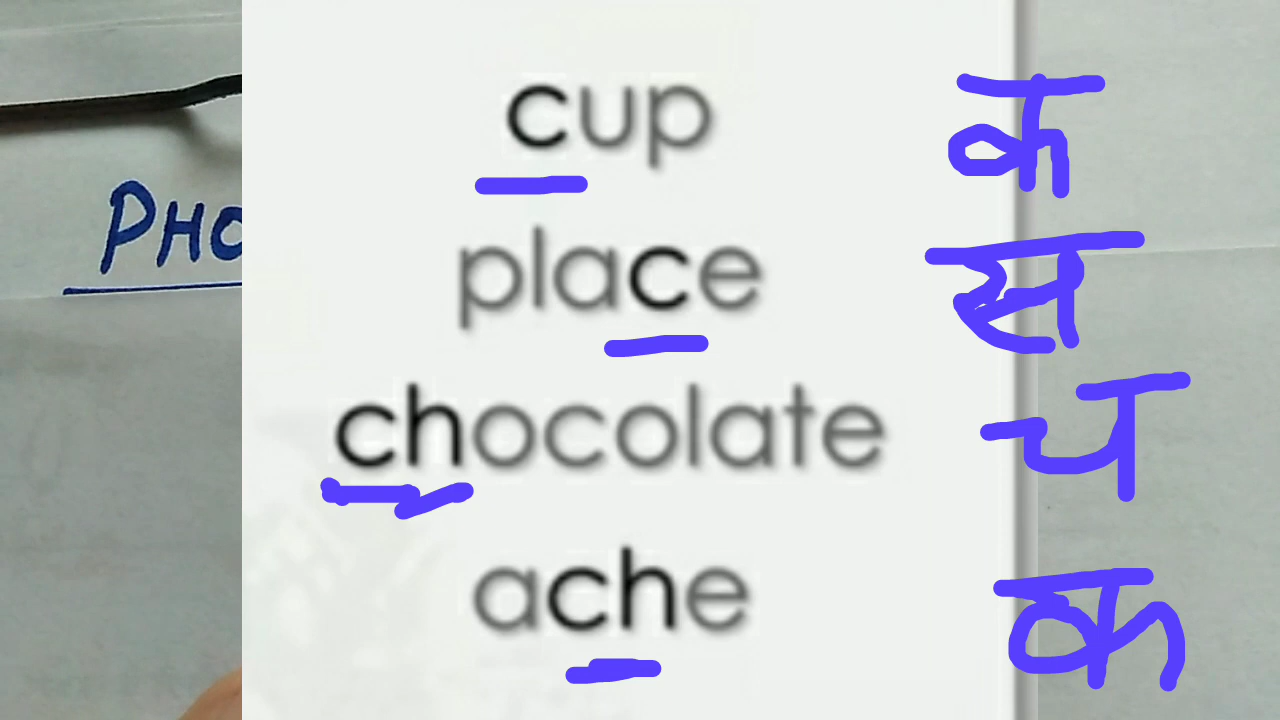 cup क
PHO
place स
chocolate च
ache क